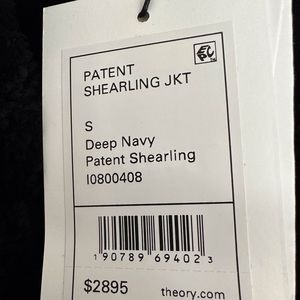 PATENT
SHEARLING JKT
S
Deep Navy
Patent Shearling
I0800408
1 90789 69402 3
$2895 theory.com